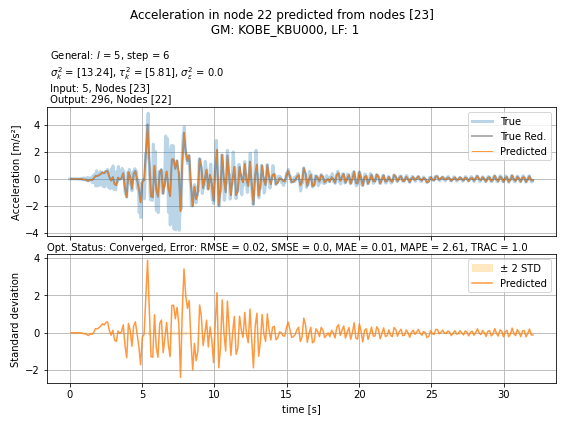 Acceleration in node 22 predicted from nodes [23]
GM: KOBE_KBU000, LF: 1
General: l = 5, step = 6
σ²ₖ = [13.24], τ²ₖ = [5.81], σ²ε = 0.0
Input: 5, Nodes [23]
Output: 296, Nodes [22]
Acceleration [m/s²]
4
2
0
−2
−4
True
True Red.
Predicted
Opt. Status: Converged, Error: RMSE = 0.02, SMSE = 0.0, MAE = 0.01, MAPE = 2.61, TRAC = 1.0
Standard deviation
4
2
0
−2
± 2 STD
Predicted
0 5 10 15 20 25 30
time [s]